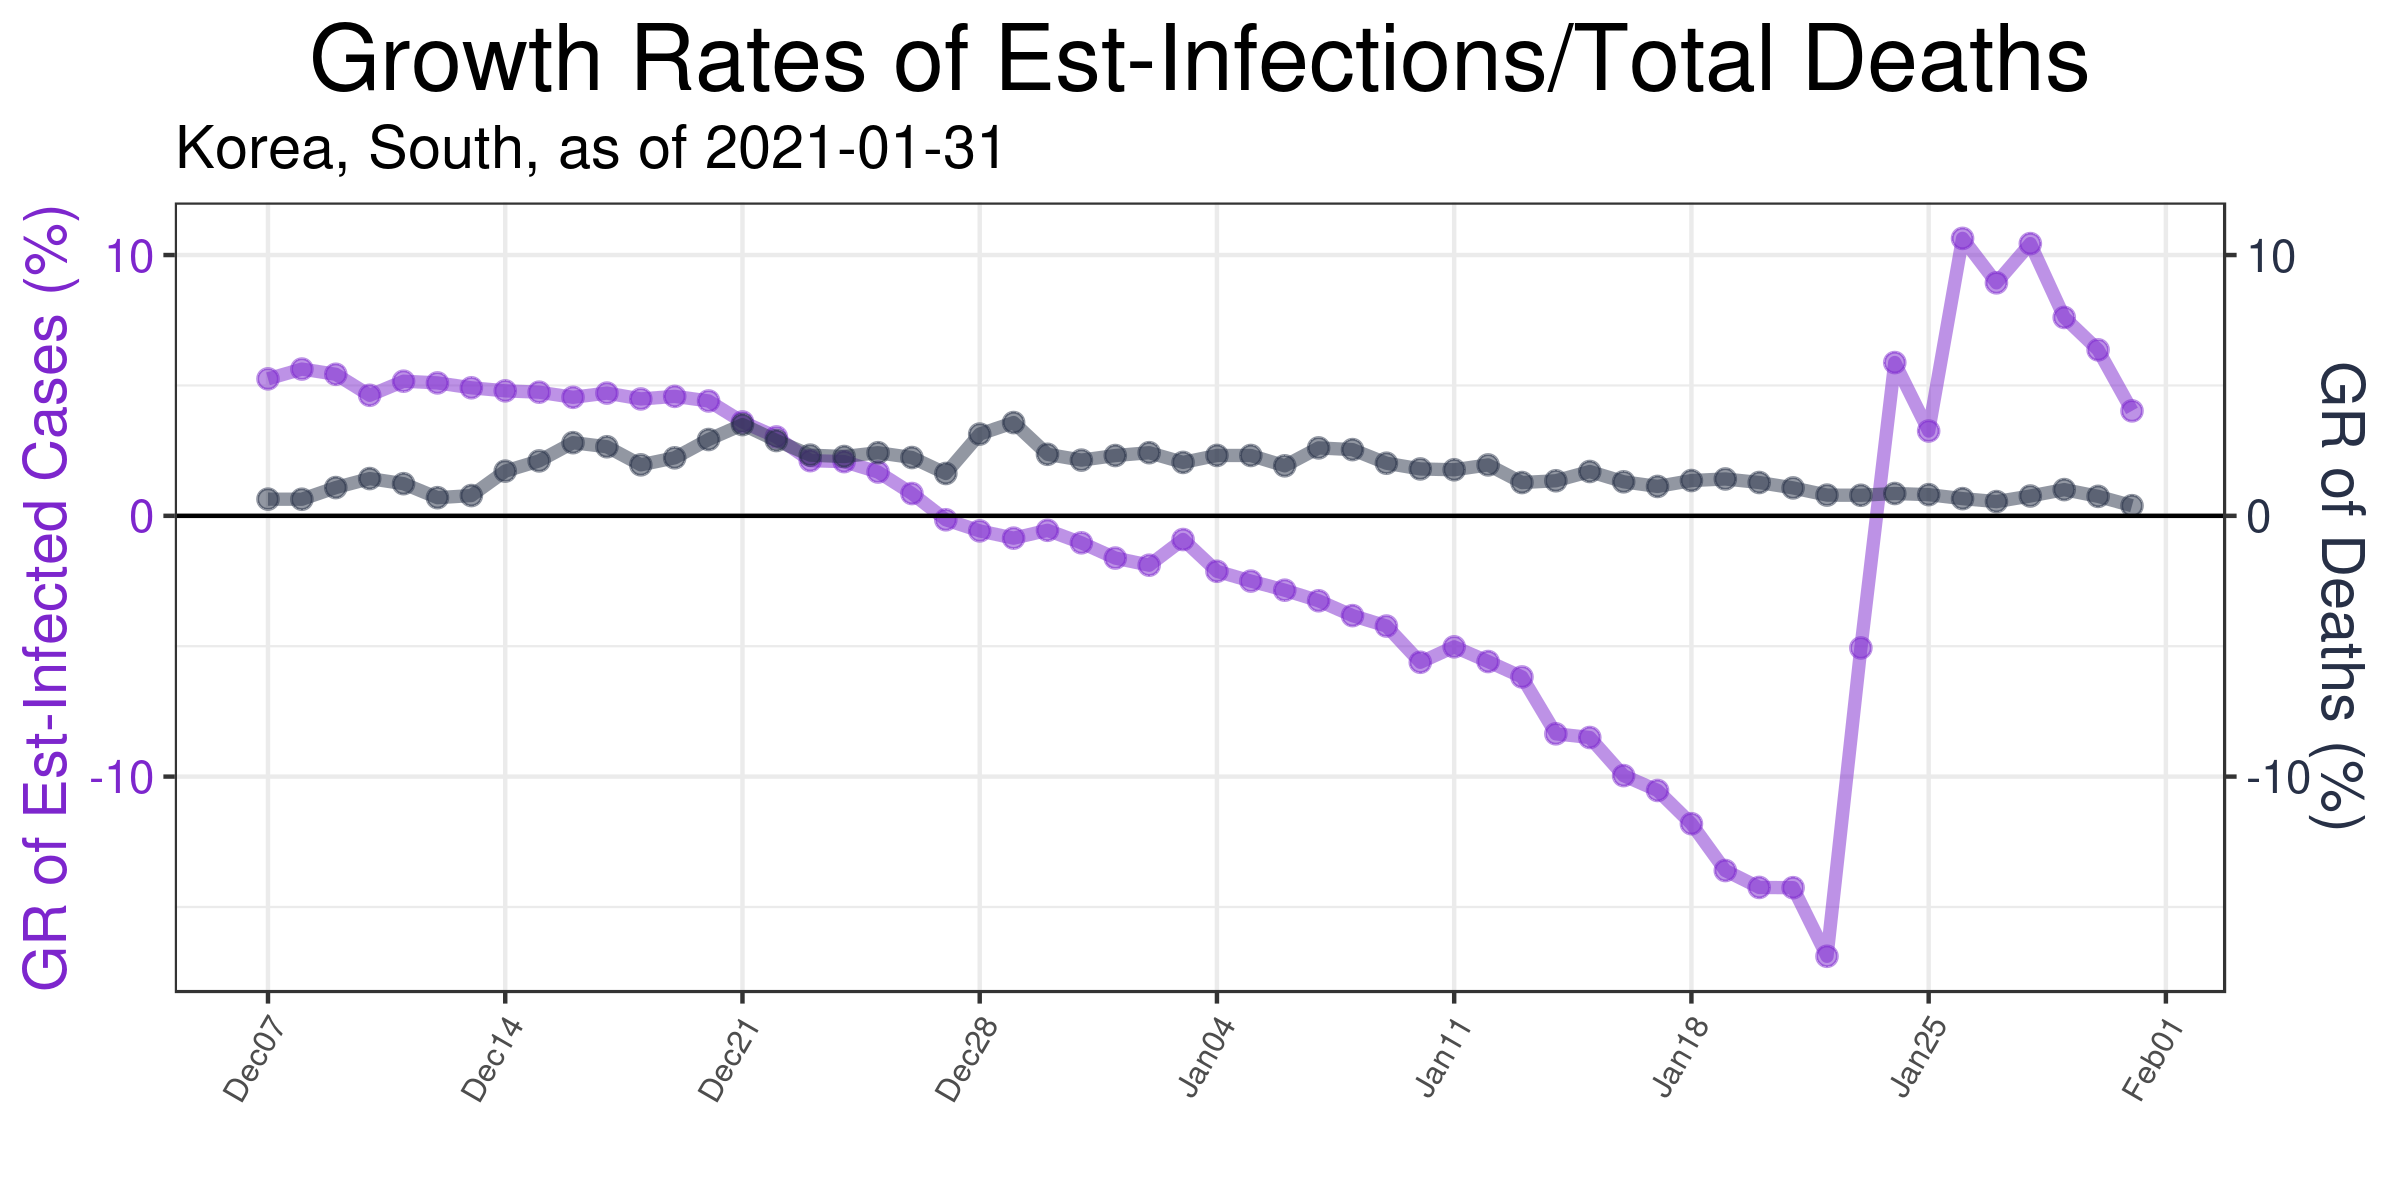 Growth Rates of Est-Infections/Total Deaths
Korea, South, as of 2021-01-31
GR of Est-Infected Cases (%)
10
0
-10
10
0
-10
GR of Deaths (%)
Dec07
Dec14
Dec21
Dec28
Jan04
Jan11
Jan18
Jan25
Feb01